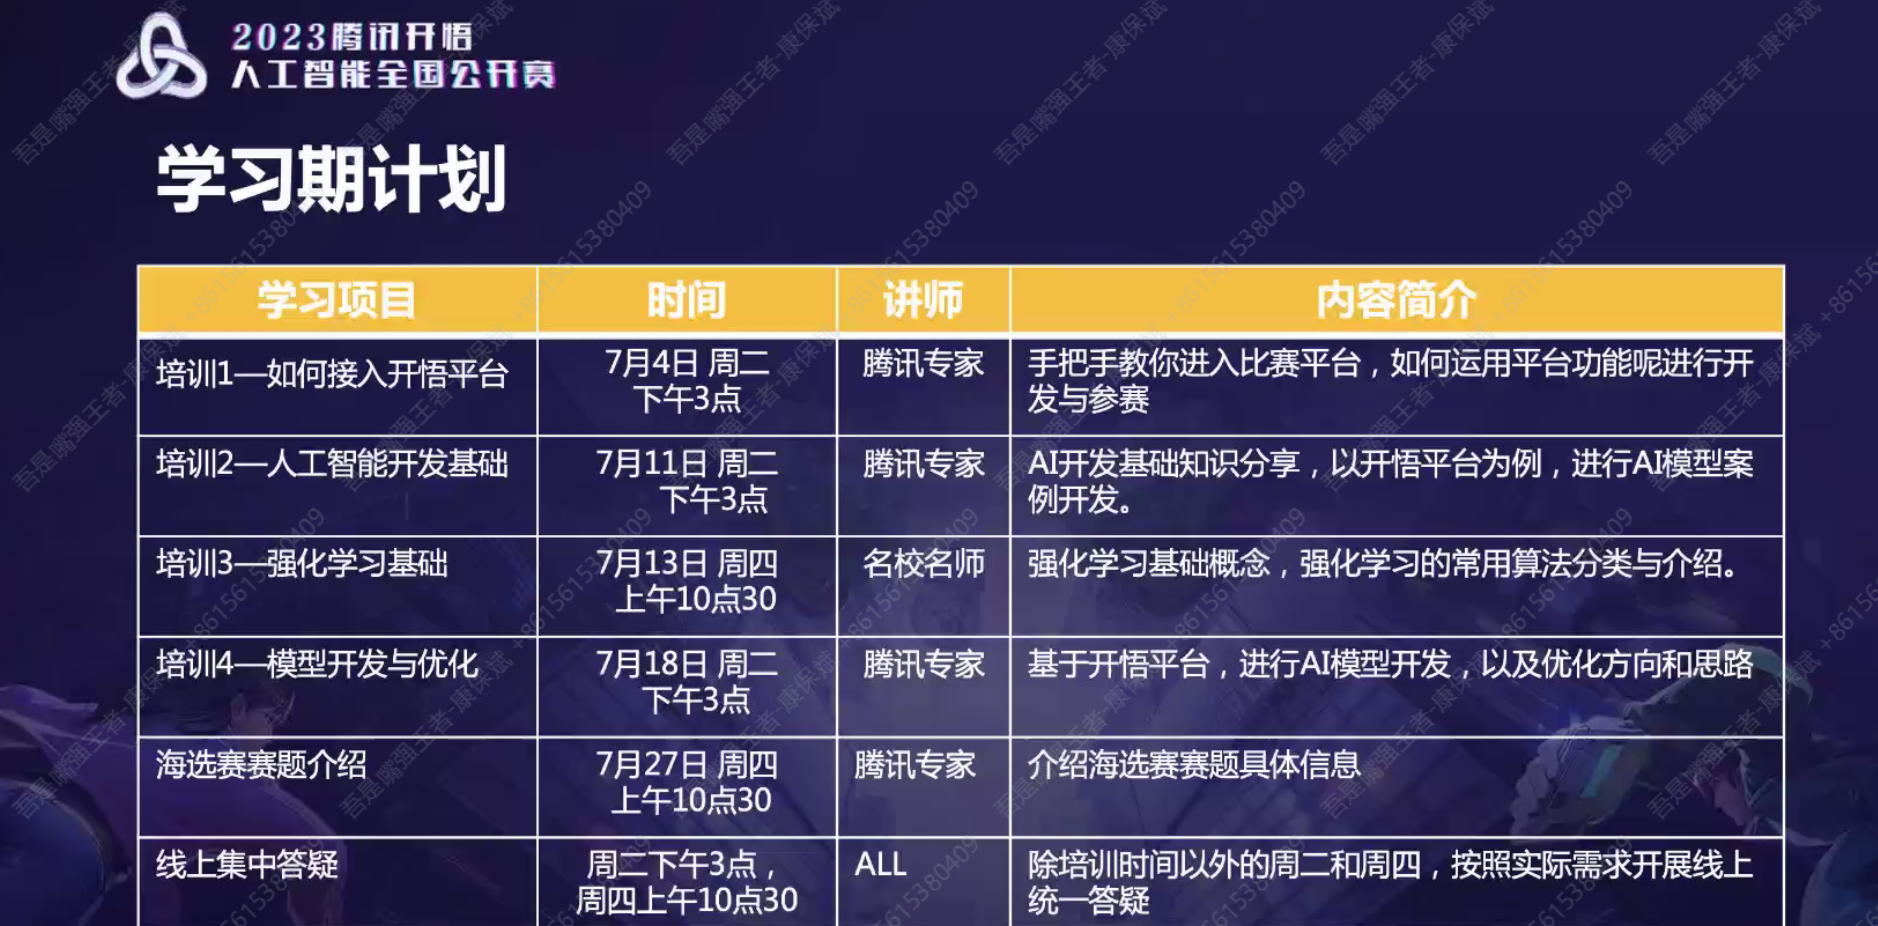 2023腾讯开悟
人工智能全国公开赛
学习期计划
学习项目 时间 讲师 内容简介
培训1—如何接入开悟平台
7月4日 周二
下午3点
腾讯专家
手把手教你进入比赛平台，如何运用平台功能呢进行开
发与参赛
培训2—人工智能开发基础
7月11日 周二
下午3点
腾讯专家
AI开发基础知识分享，以开悟平台为例，进行AI模型案
例开发。
培训3—强化学习基础
7月13日 周四
上午10点30
名校名师
强化学习基础概念，强化学习的常用算法分类与介绍。
培训4—模型开发与优化
7月18日 周二
下午3点
腾讯专家
基于开悟平台，进行AI模型开发，以及优化方向和思路
海选赛赛题介绍
7月27日 周四
上午10点30
腾讯专家
介绍海选赛赛题具体信息
线上集中答疑
周二下午3点，
周四上午10点30
ALL
除培训时间以外的周二和周四，按照实际需求开展线上
统一答疑
吾是嘴强王者-康保斌 +8615615380409